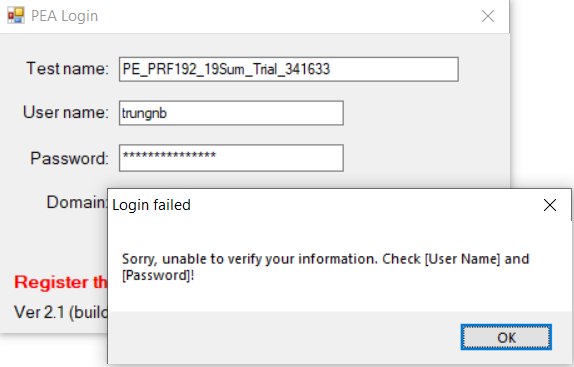 PEA Login
Test name: PE_PRF192_19Sum_Trial_341633
User name: trungnb
Password: ***************
Domain:
Login failed
Sorry, unable to verify your information. Check [User Name] and
[Password]!
Register th
Ver 2.1 (build
OK